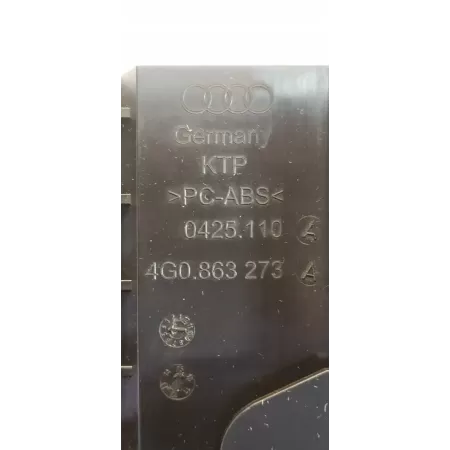 Germany
KTP
>PC-ABS<
0425.110
4G0.863 273